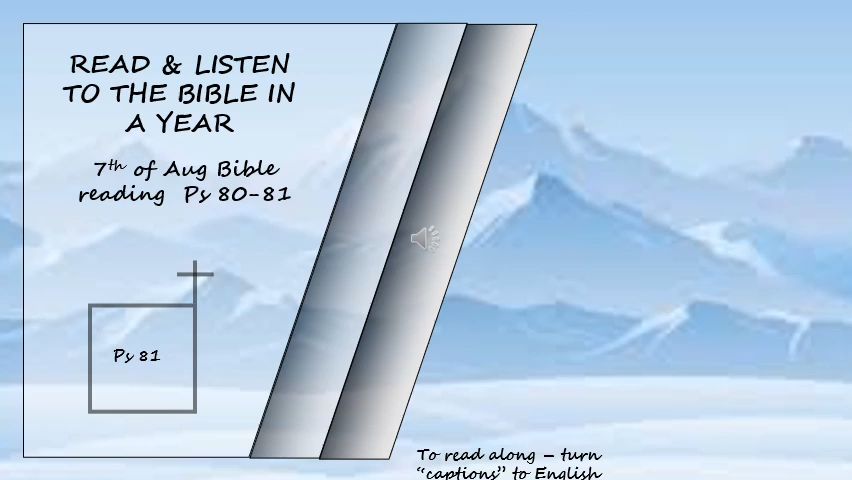 READ & LISTEN
TO THE BIBLE IN
A YEAR
7th of Aug Bible
reading Ps 80-81
Ps 81
To read along – turn
“captions” to English